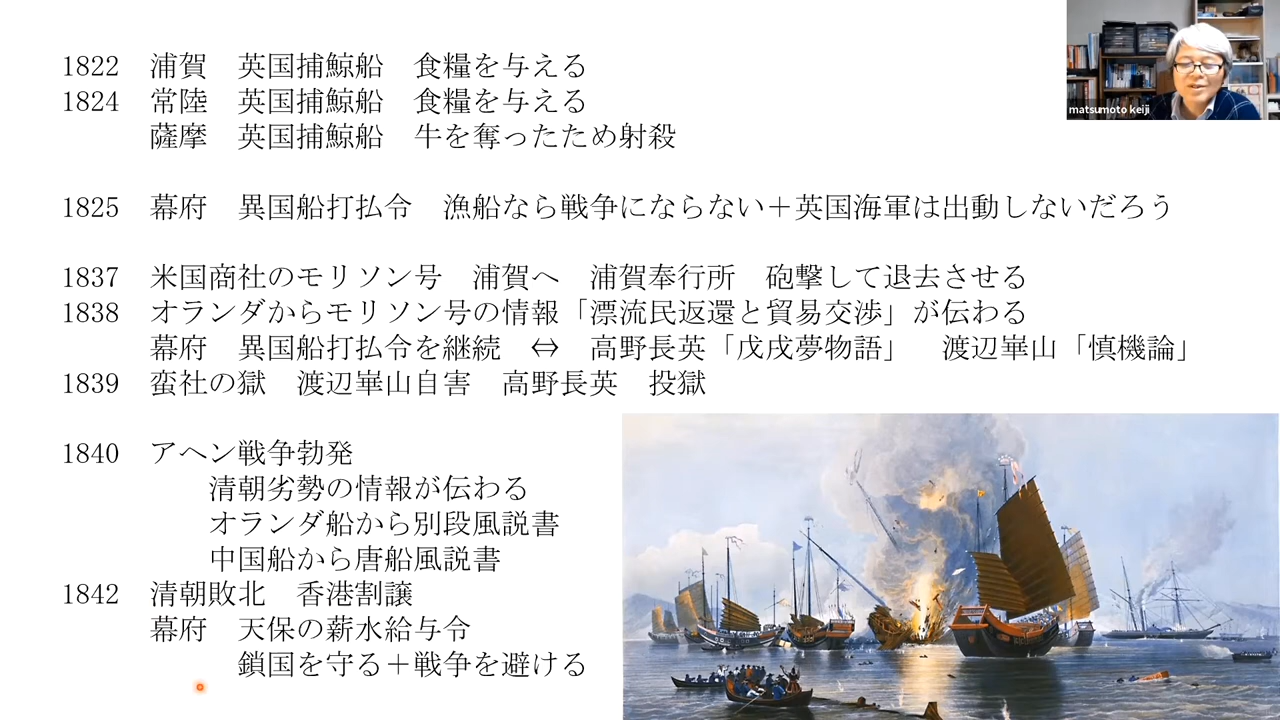 1822　浦賀　英国捕鯨船　食糧を与える
1824　常陸　英国捕鯨船　食糧を与える
薩摩　英国捕鯨船　牛を奪ったため射殺
1825　幕府　異国船打払令　漁船なら戦争にならない＋英国海軍は出動しないだろう
1837　米国商社のモリソン号　浦賀へ　浦賀奉行所　砲撃して退去させる
1838　オランダからモリソン号の情報「漂流民返還と貿易交渉」が伝わる
幕府　異国船打払令を継続　⇔　高野長英「戊戌夢物語」　渡辺崋山「慎機論」
1839　蛮社の獄　渡辺崋山自害　高野長英　投獄
1840　アヘン戦争勃発
清朝劣勢の情報が伝わる
オランダ船から別段風説書
中国船から唐船風説書
1842　清朝敗北　香港割譲
幕府　天保の薪水給与令
鎖国を守る＋戦争を避ける
matsumoto keiji